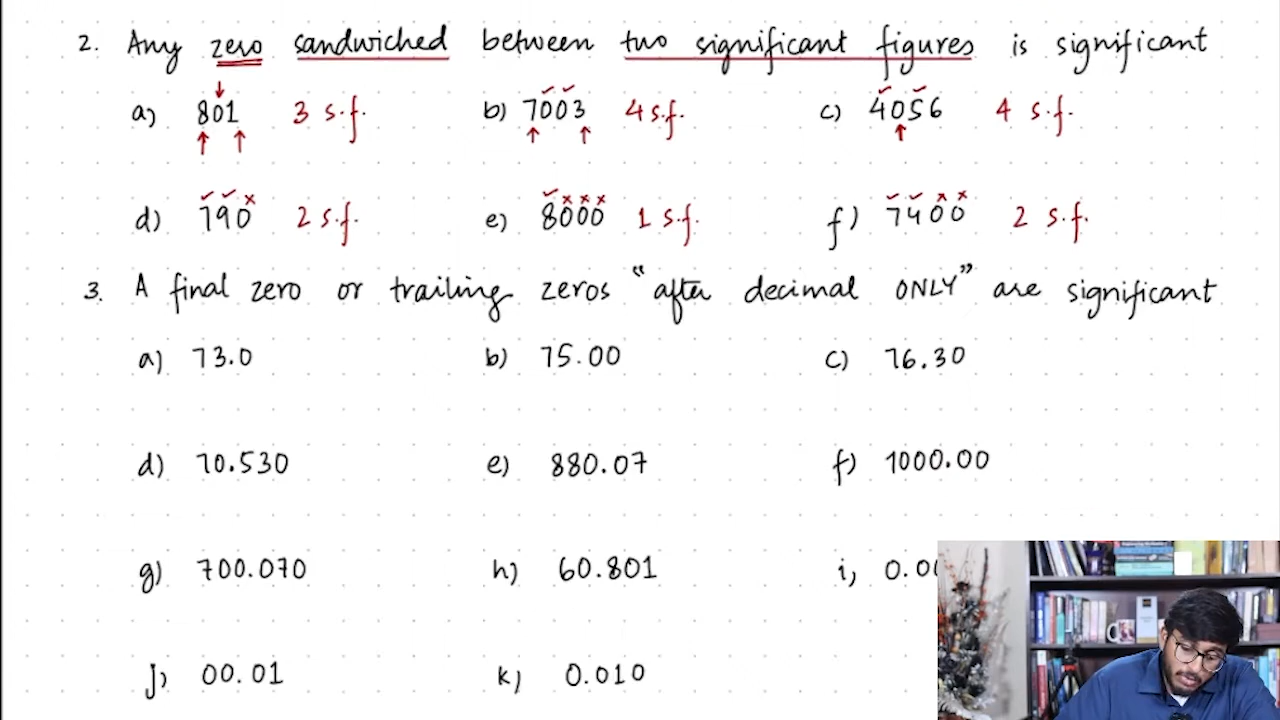 2. Any zero sandwiched between two significant figures is significant
a) 801 3 s.f. b) 7003 4 s.f. c) 4056 4 s.f.
d) 790 2 s.f. e) 8000 1 s.f. f) 7400 2 s.f.
3. A final zero or trailing zeros "after decimal ONLY" are significant
a) 73.0 b) 75.00 c) 76.30
d) 70.530 e) 880.07 f) 1000.00
g) 700.070 h) 60.801 i)
j) 00.01 k) 0.010